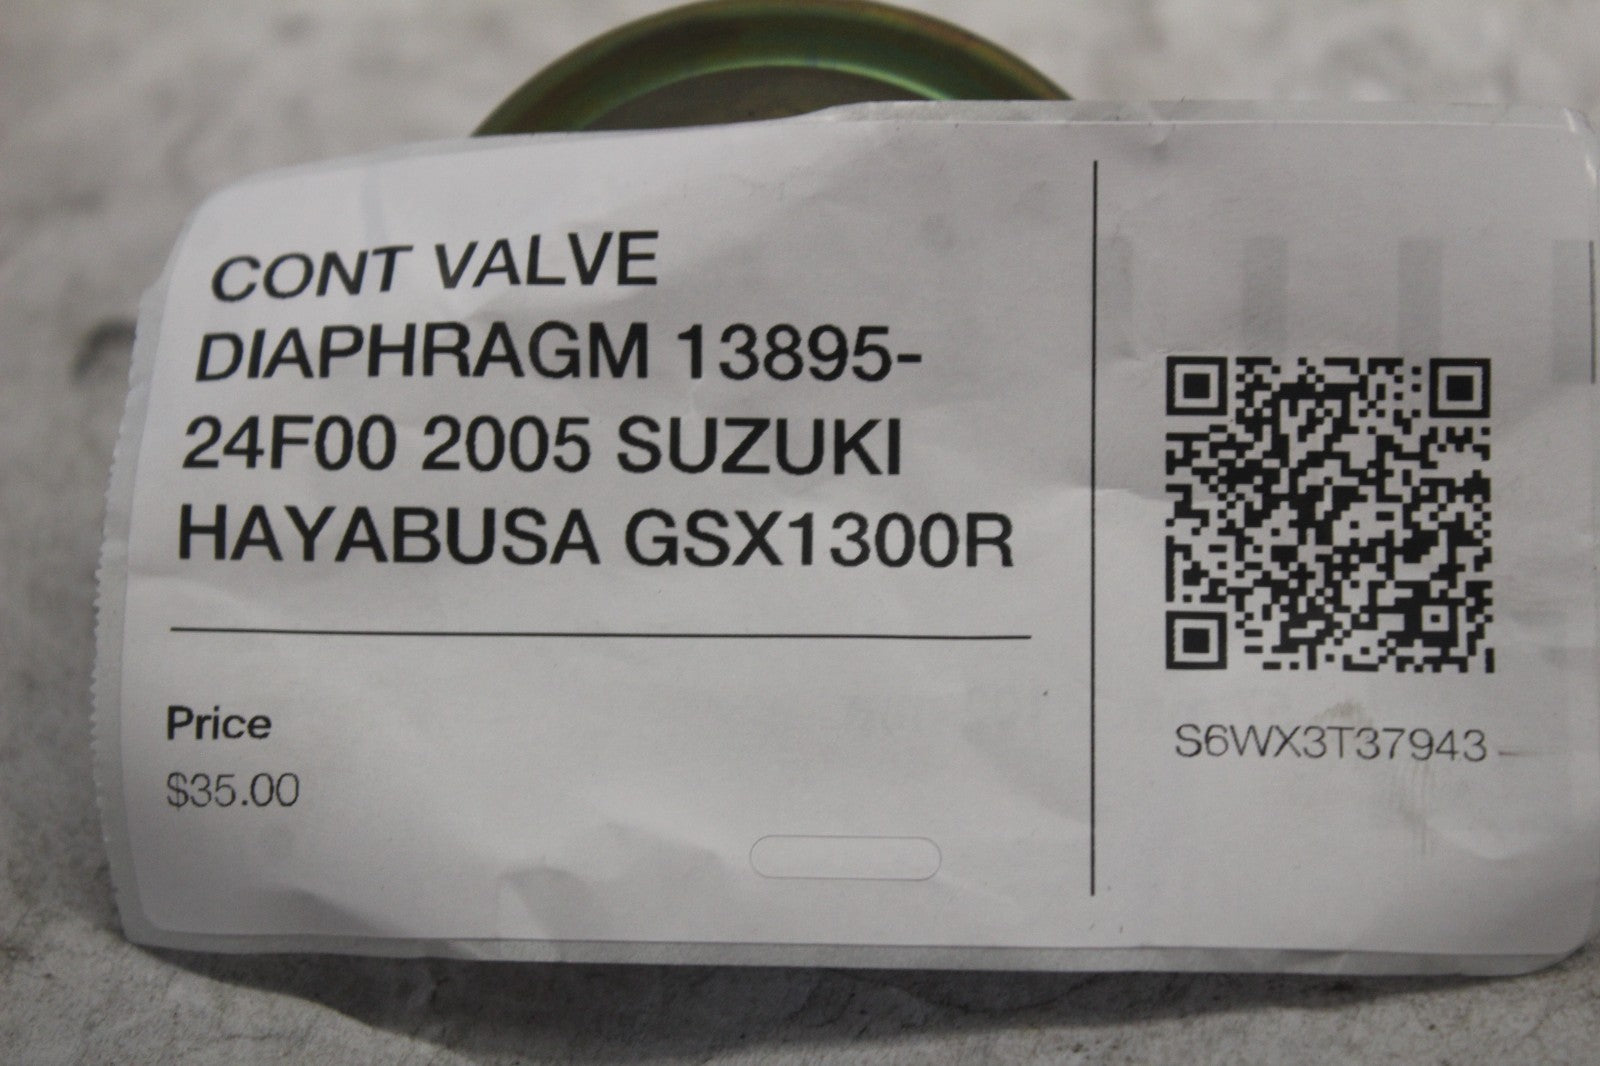 CONT VALVE
DIAPHRAGM 13895-
24F00 2005 SUZUKI
HAYABUSA GSX1300R
Price
$35.00
S6WX3T37943